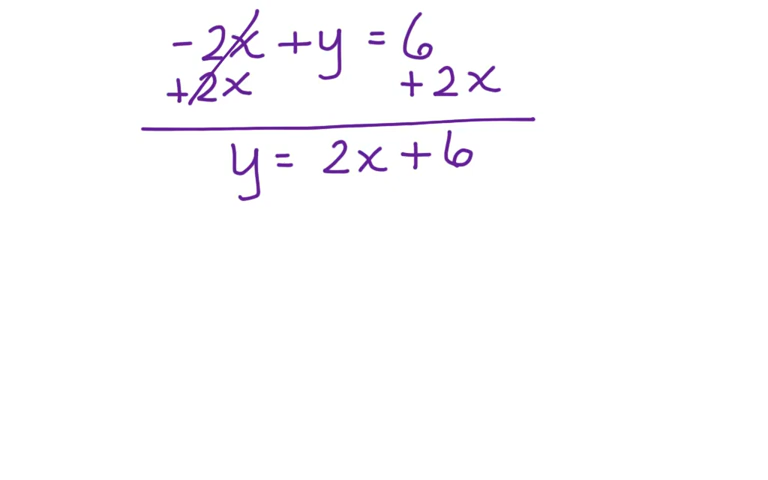 -2x + y = 6
+2x +2x
y = 2x + 6